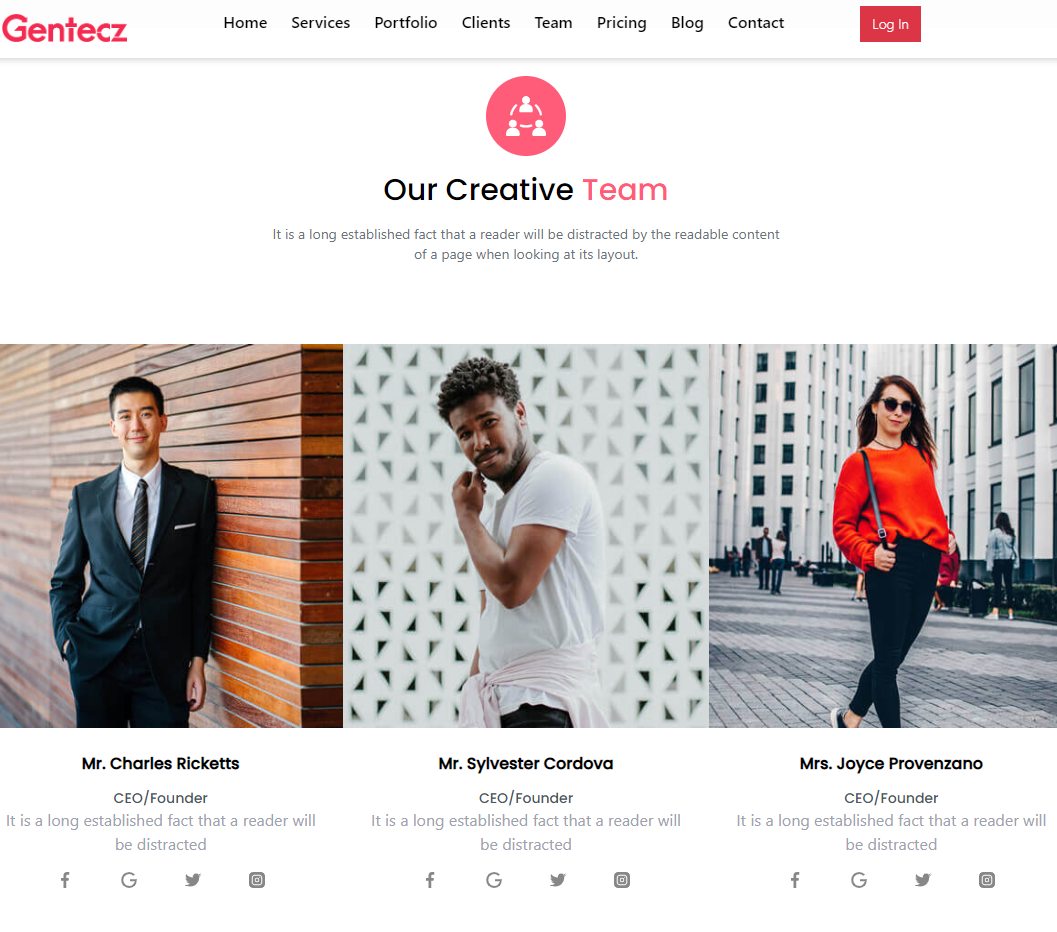 Gentecz
Home Services Portfolio Clients Team Pricing Blog Contact
Log In
Our Creative Team
It is a long established fact that a reader will be distracted by the readable content
of a page when looking at its layout.
Mr. Charles Ricketts
CEO/Founder
It is a long established fact that a reader will
be distracted
Mr. Sylvester Cordova
CEO/Founder
It is a long established fact that a reader will
be distracted
Mrs. Joyce Provenzano
CEO/Founder
It is a long established fact that a reader will
be distracted